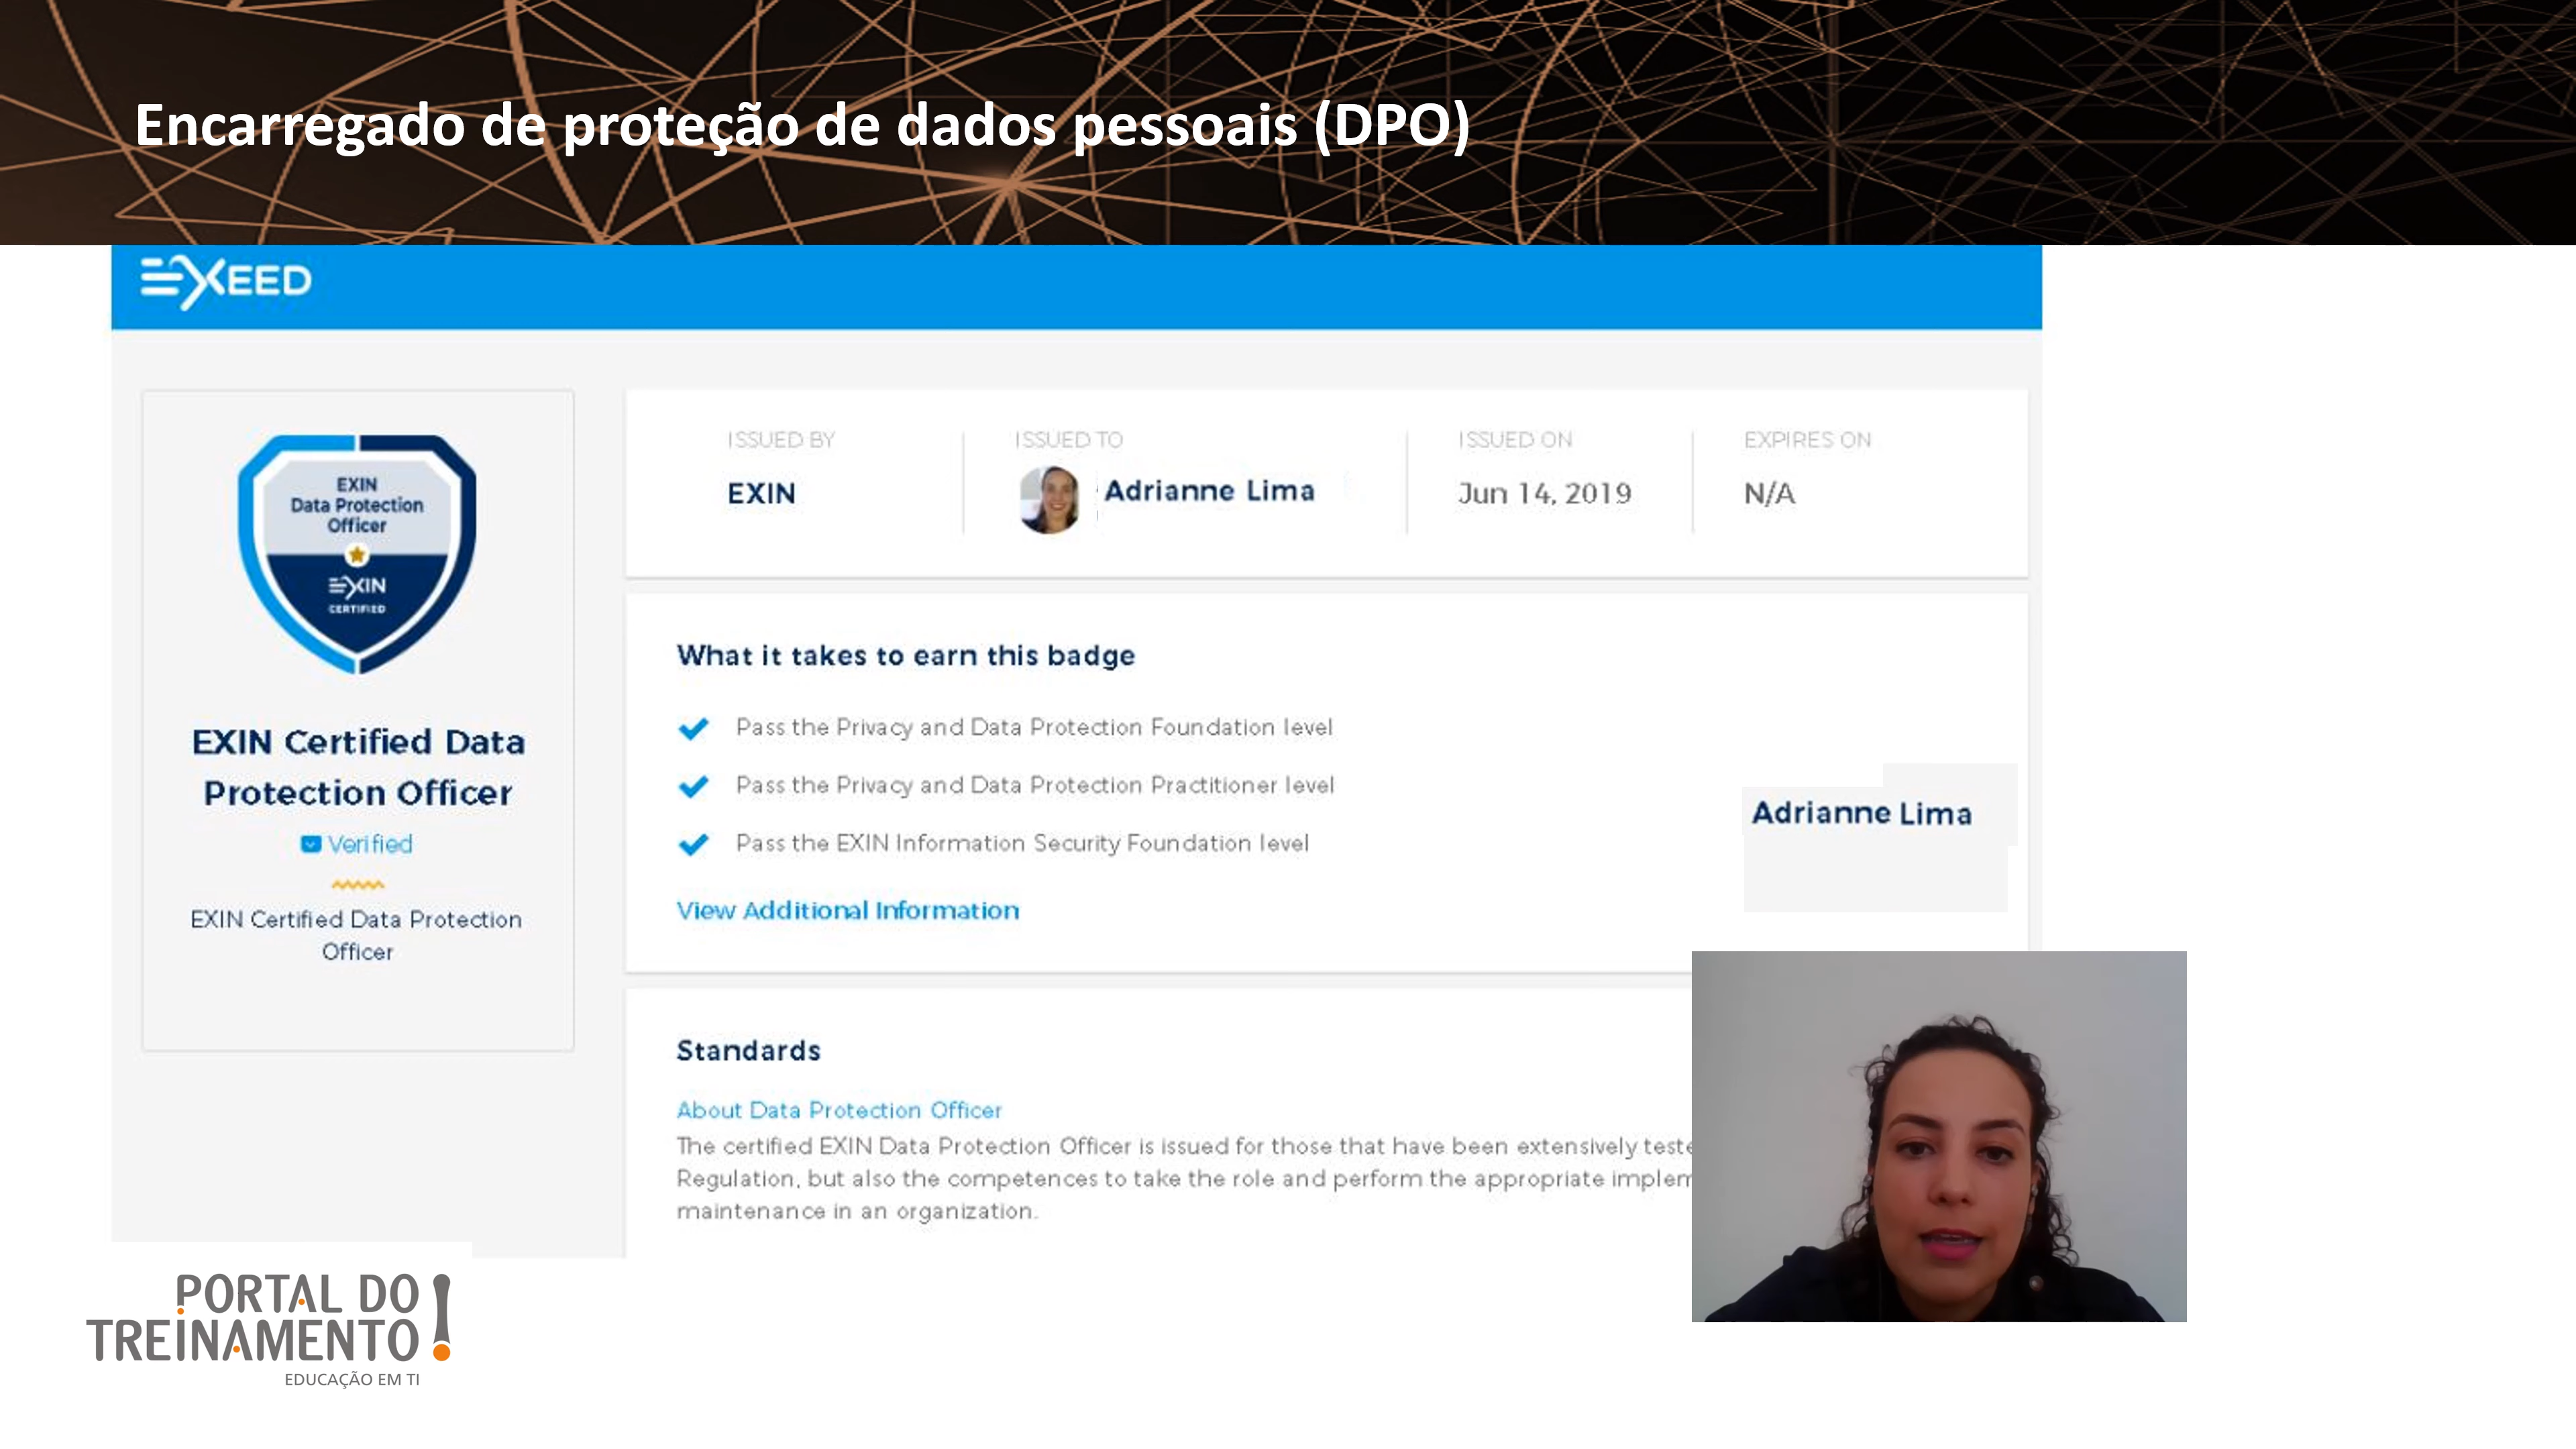 Encarregado de proteção de dados pessoais (DPO)
EXEED
EXIN
Data Protection
Officer
EXIN
CERTIFIED
EXIN Certified Data
Protection Officer
Verified
EXIN Certified Data Protection
Officer
ISSUED BY
EXIN
ISSUED TO
Adrianne Lima
ISSUED ON
Jun 14, 2019
EXPIRES ON
N/A
What it takes to earn this badge
Pass the Privacy and Data Protection Foundation level
Pass the Privacy and Data Protection Practitioner level
Pass the EXIN Information Security Foundation level
View Additional Information
Adrianne Lima
Standards
About Data Protection Officer
The certified EXIN Data Protection Officer is issued for those that have been extensively teste
Regulation, but also the competences to take the role and perform the appropriate implem
maintenance in an organization.
PORTAL DO
TREINAMENTO
EDUCAÇÃO EM TI